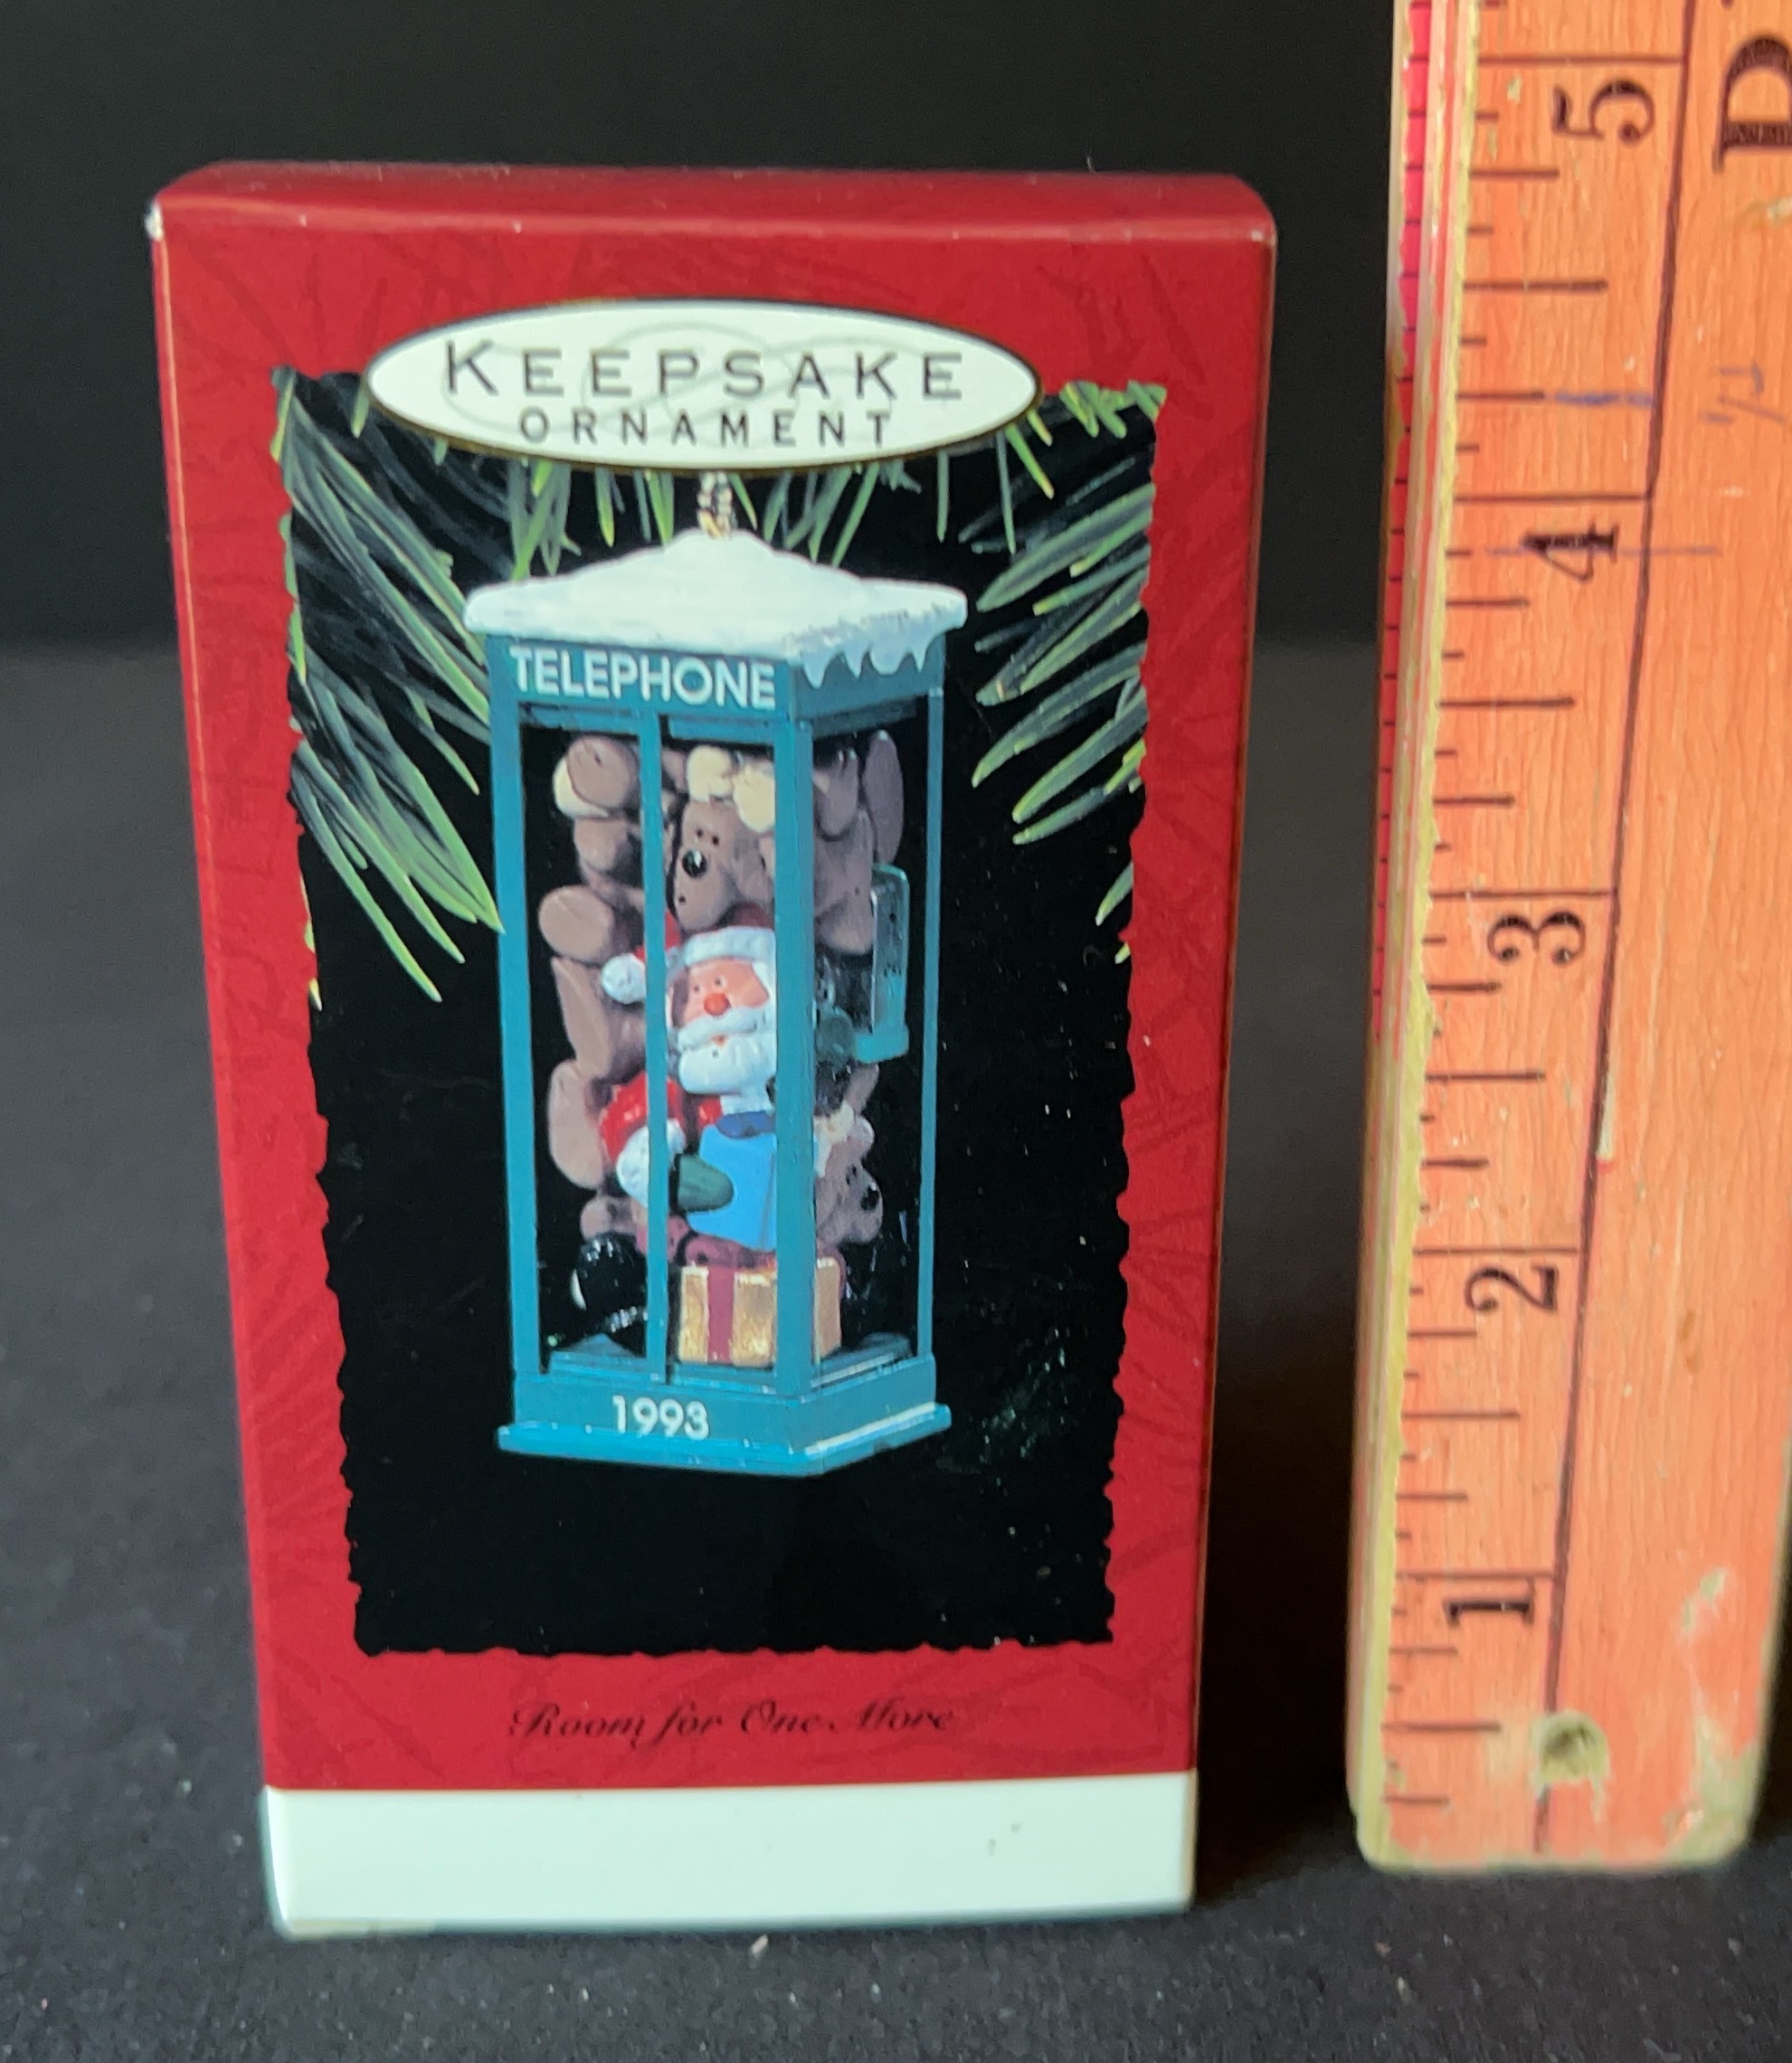 KEEPSAKE
ORNAMENT
TELEPHONE
1993
Room for One More
5
4
3
2
1